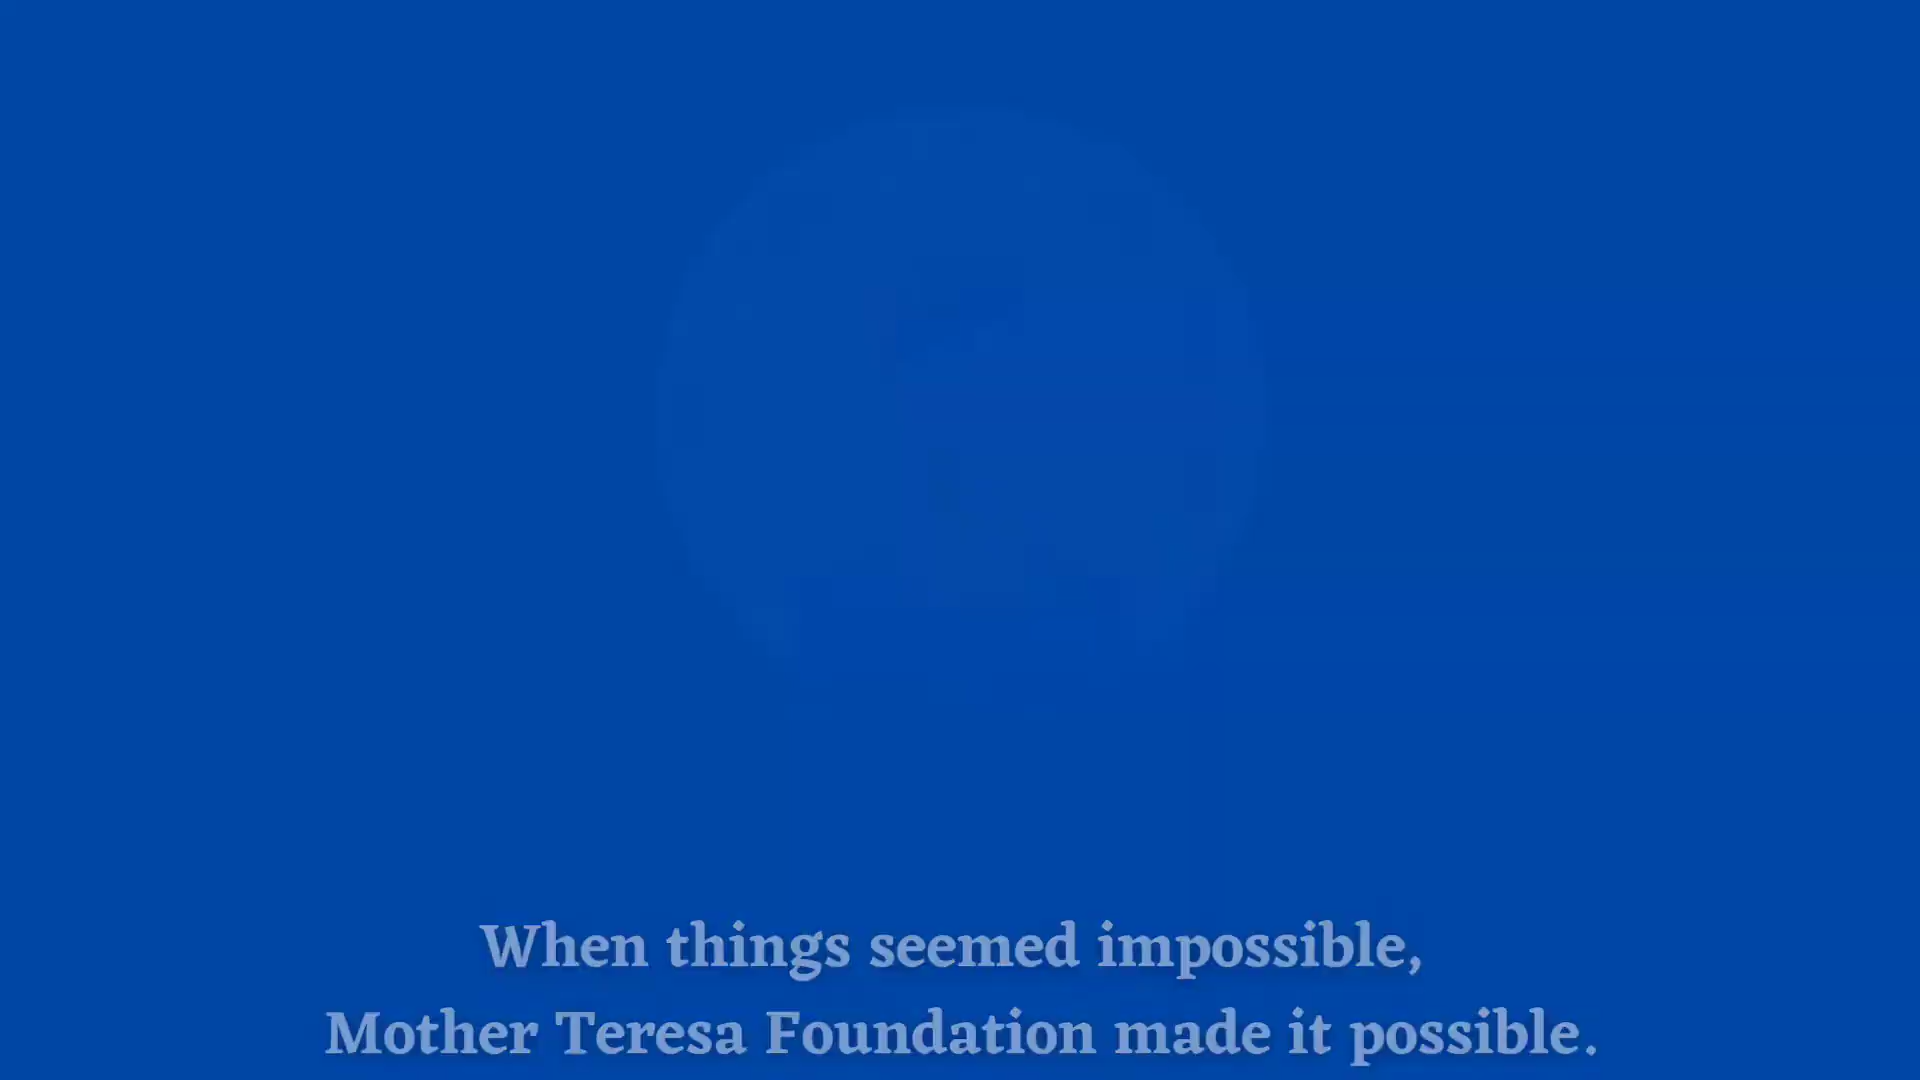 When things seemed impossible,
Mother Teresa Foundation made it possible.